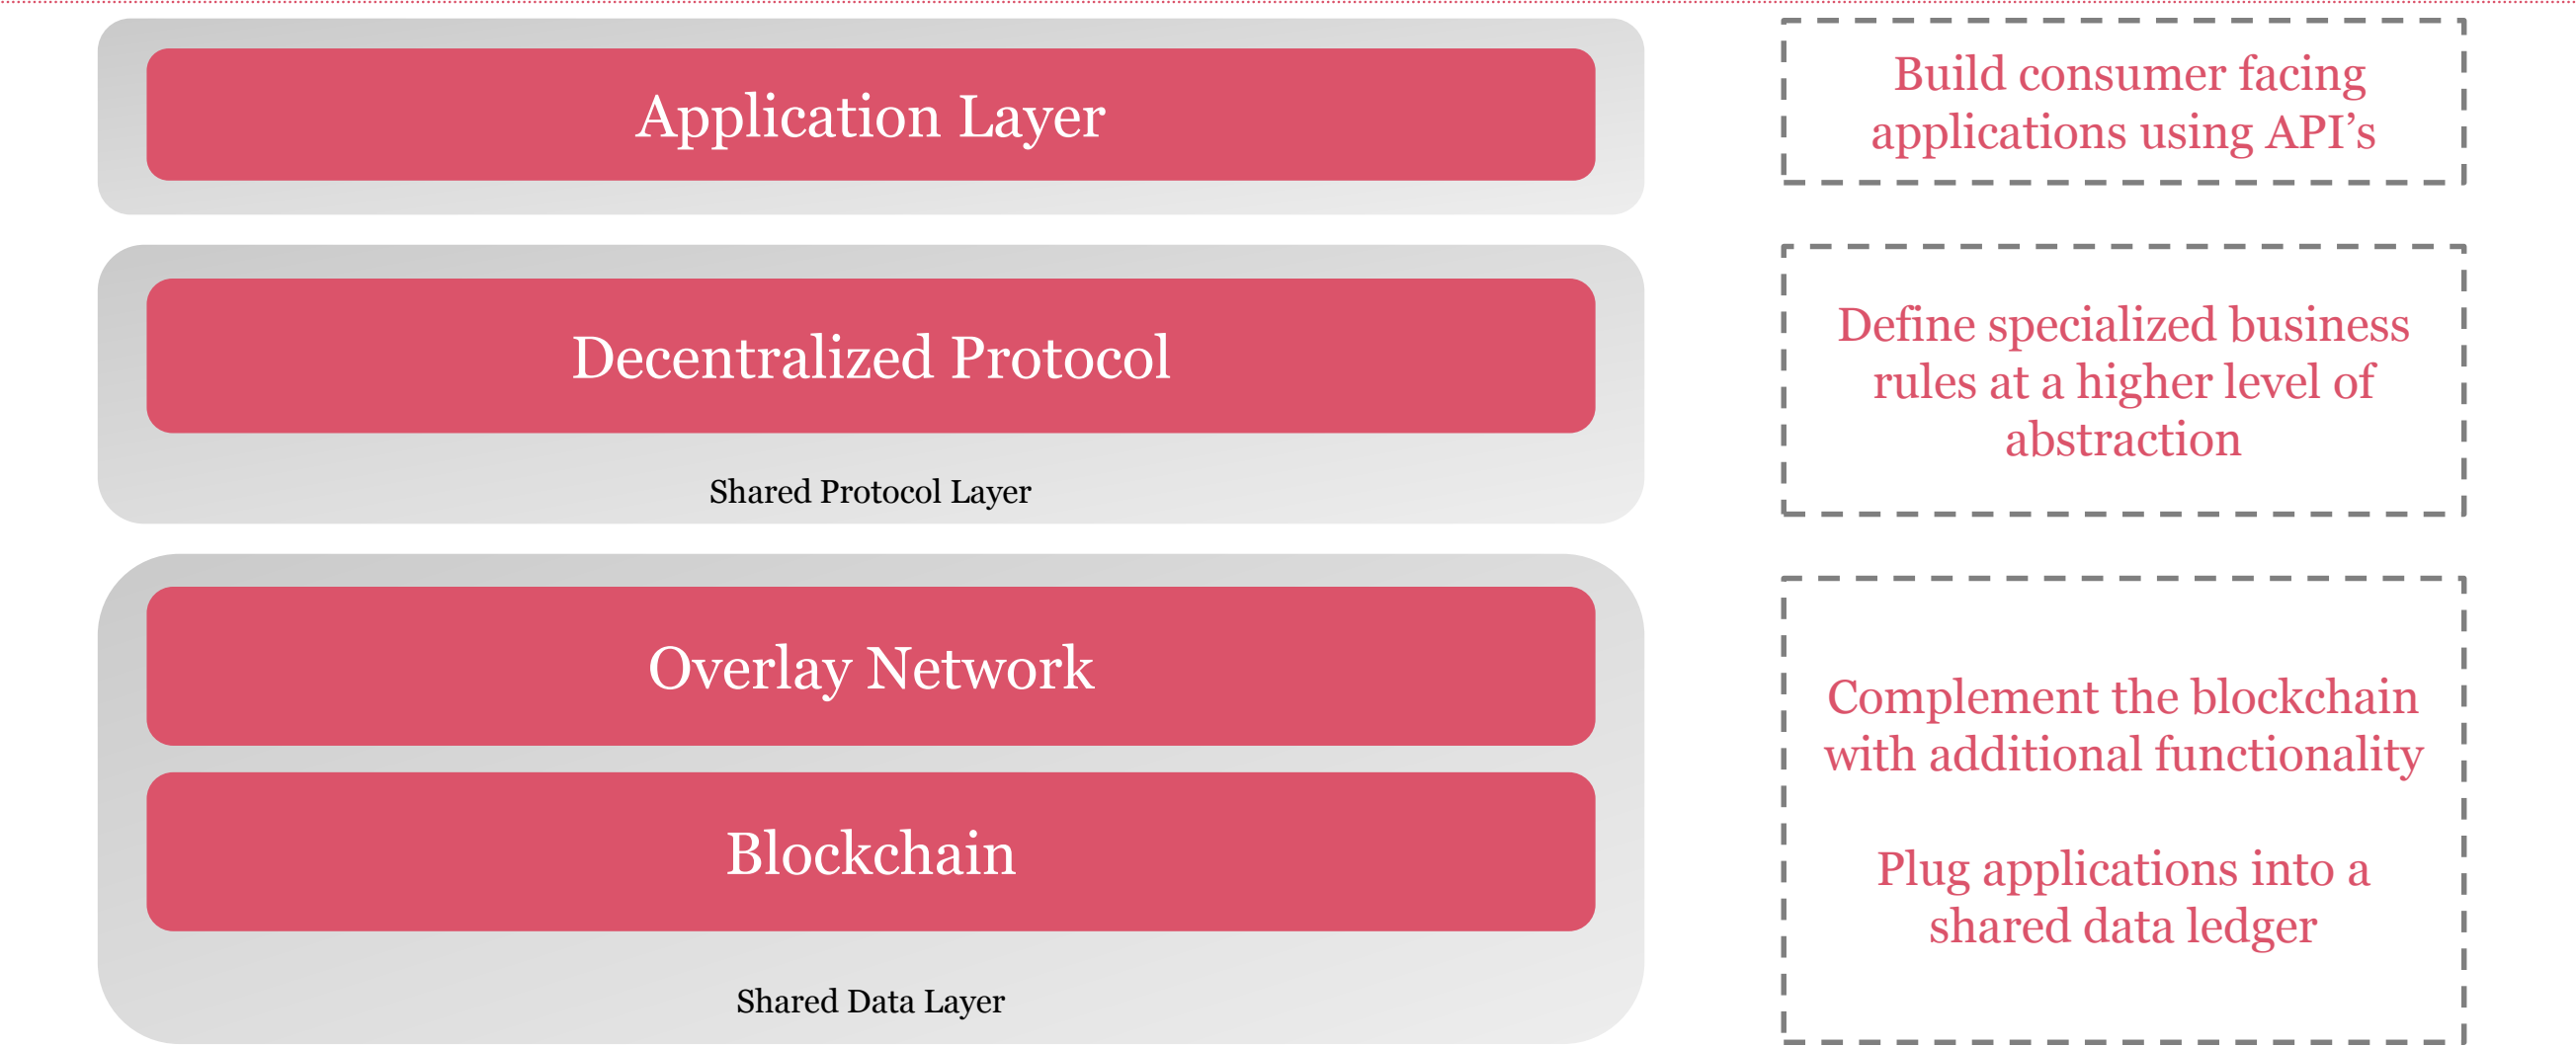 Application Layer
Build consumer facing
applications using API’s
Decentralized Protocol
Shared Protocol Layer
Define specialized business
rules at a higher level of
abstraction
Overlay Network
Blockchain
Shared Data Layer
Complement the blockchain
with additional functionality
Plug applications into a
shared data ledger